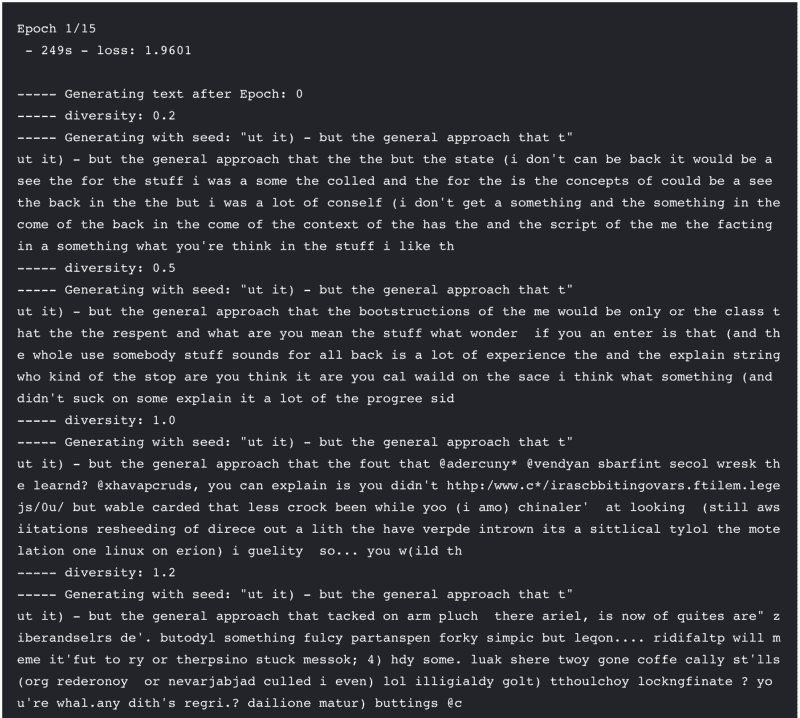 Epoch 1/15
 - 249s - loss: 1.9601

----- Generating text after Epoch: 0
----- diversity: 0.2
----- Generating with seed: "ut it) - but the general approach that t"
ut it) - but the general approach that the the but the state (i don't can be back it would be a
see the for the stuff i was a some the colled and the for the is the concepts of could be a see
the back in the the but i was a lot of conself (i don't get a something and the something in the
come of the back in the come of the context of the has the and the script of the me the facting
in a something what you're think in the stuff i like th
----- diversity: 0.5
----- Generating with seed: "ut it) - but the general approach that t"
ut it) - but the general approach that the bootstructions of the me would be only or the class t
hat the the respent and what are you mean the stuff what wonder  if you an enter is that (and th
e whole use somebody stuff sounds for all back is a lot of experience the and the explain string
who kind of the stop are you think it are you cal waild on the sace i think what something (and
didn't suck on some explain it a lot of the progree sid
----- diversity: 1.0
----- Generating with seed: "ut it) - but the general approach that t"
ut it) - but the general approach that the fout that @adercuny* @vendyan sbarfint secol wresk th
e learnd? @xhavapcruds, you can explain is you didn't hthp:/www.c*/irascbbitingovars.ftilem.lege
js/0u/ but wable carded that less crock been while yoo (i amo) chinaler'  at looking  (still aws
iitations resheeding of direce out a lith the have verpde intrown its a sittlical tylol the mote
lation one linux on erion) i guelity  so... you w(ild th
----- diversity: 1.2
----- Generating with seed: "ut it) - but the general approach that t"
ut it) - but the general approach that tacked on arm pluch  there ariel, is now of quites are" z
iberandselrs de'. butodyl something fulcy partanspen forky simpic but leqon.... ridifaltp will m
eme it'fut to ry or therpsino stuck messok; 4) hdy some. luak shere twoy gone coffe cally st'lls
(org rederonoy  or nevarjabjad culled i even) lol illigialdy golt) tthoulchoy lockngfinate ? yo
u're whal.any dith's regri.? dailione matur) buttings @c